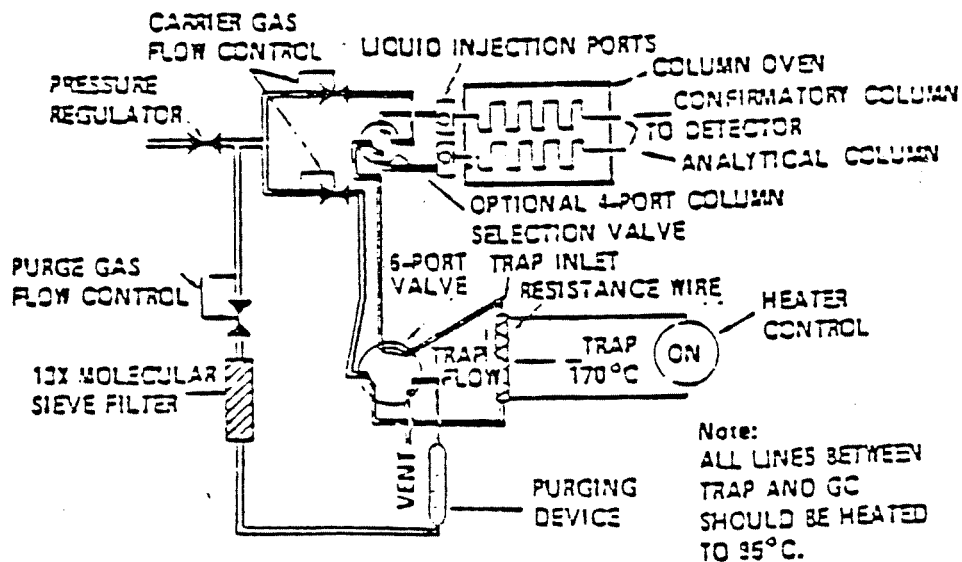 CARRIER GAS
FLOW CONTROL
LIQUID INJECTION PORTS
COLUMN OVEN
PRESSURE
REGULATOR
CONFIRMATORY COLUMN
TO DETECTOR
ANALYTICAL COLUMN
OPTIONAL 4-PORT COLUMN
SELECTION VALVE
PURGE GAS
FLOW CONTROL
6-PORT
VALVE
TRAP INLET
RESISTANCE WIRE
HEATER
CONTROL
TRAP
FLOW
TRAP
170°C
ON
13X MOLECULAR
SIEVE FILTER
VENT
PURGING
DEVICE
Note:
ALL LINES BETWEEN
TRAP AND GC
SHOULD BE HEATED
TO 95°C.